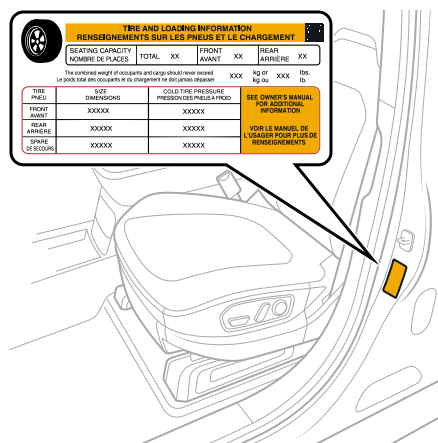 TIRE AND LOADING INFORMATION
RENSEIGNEMENTS SUR LES PNEUS ET LE CHARGEMENT
SEATING CAPACITY
NOMBRE DE PLACES
TOTAL XX
FRONT
AVANT
XX
REAR
ARRIÈRE
XX
The combined weight of occupants and cargo should never exceed
Le poids total des occupants et du chargement ne doit jamais dépasser
XXX
kg or
kg ou
XXX
lbs.
lb.
TIRE
PNEU
SIZE
DIMENSIONS
COLD TIRE PRESSURE
PRESSION DES PNEUS À FROID
FRONT
AVANT
XXXXX
XXXXX
REAR
ARRIÈRE
XXXXX
XXXXX
SPARE
DE SECOURS
XXXXX
XXXXX
SEE OWNER'S MANUAL
FOR ADDITIONAL
INFORMATION
VOIR LE MANUEL DE
L'USAGER POUR PLUS DE
RENSEIGNEMENTS